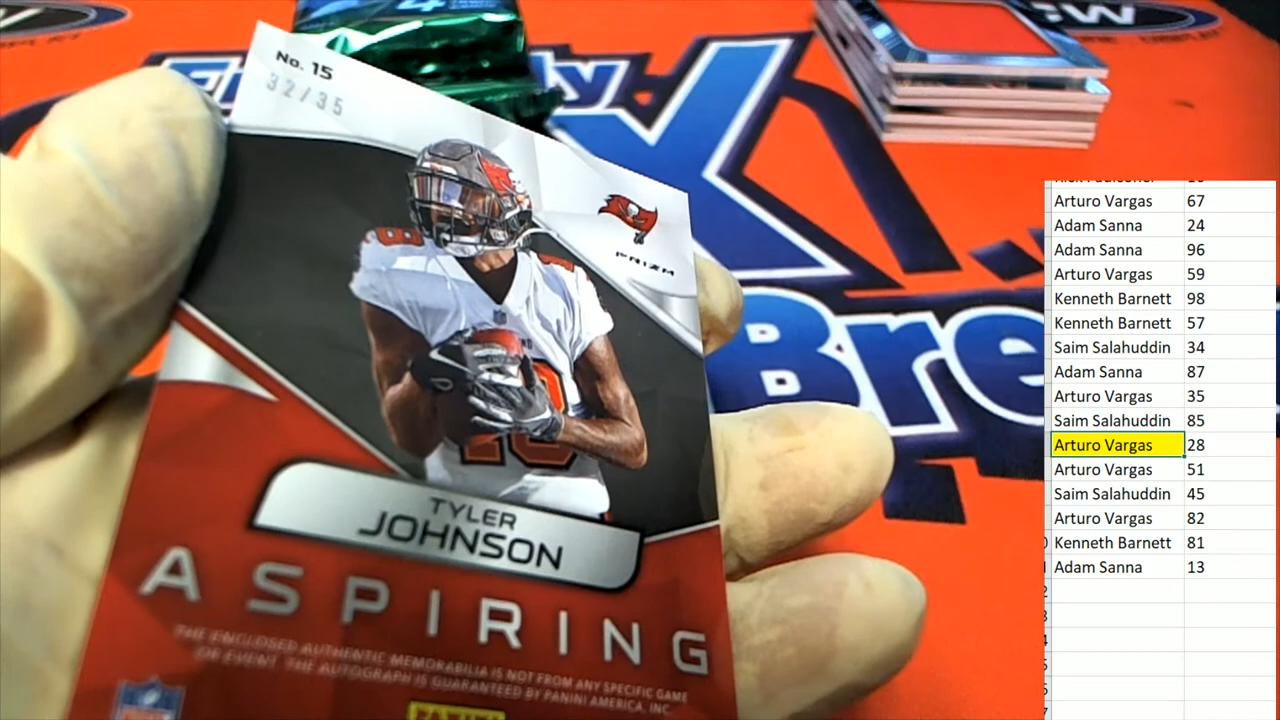 No. 15
32/35
PRIZM
TYLER
JOHNSON
ASPIRING
THE ENCLOSED AUTHENTIC MEMORABILIA IS NOT FROM ANY SPECIFIC GAME
OR EVENT. THE AUTOGRAPH IS GUARANTEED BY PANINI AMERICA, INC.
NFL
PANINI
4
:W
X
Bre
Arturo Vargas 67
Adam Sanna 24
Adam Sanna 96
Arturo Vargas 59
Kenneth Barnett 98
Kenneth Barnett 57
Saim Salahuddin 34
Adam Sanna 87
Arturo Vargas 35
Saim Salahuddin 85
Arturo Vargas 28
Arturo Vargas 51
Saim Salahuddin 45
Arturo Vargas 82
Kenneth Barnett 81
Adam Sanna 13